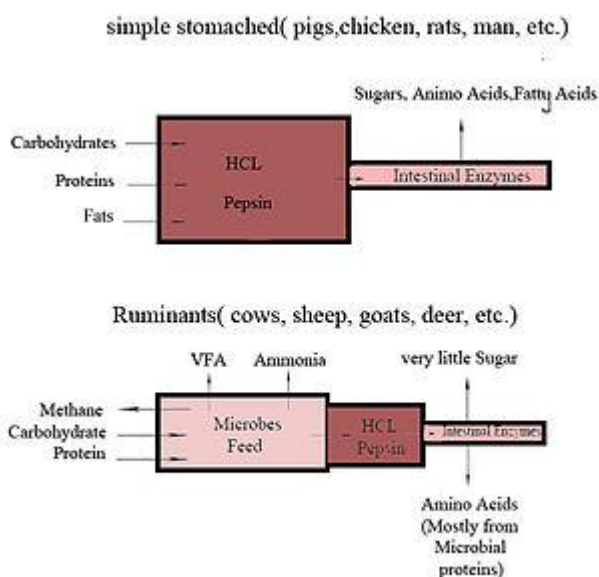 simple stomached( pigs,chicken, rats, man, etc.)
Sugars, Animo Acids,Fatty Acids
Carbohydrates
HCL
Proteins
Intestinal Enzymes
Pepsin
Fats
Ruminants( cows, sheep, goats, deer, etc.)
VFA
Ammonia
very little Sugar
Methane
Carbohydrate
Protein
Microbes
Feed
HCL
Pepsin
Intestinal Enzymes
Amino Acids
(Mostly from
Microbial
proteins)